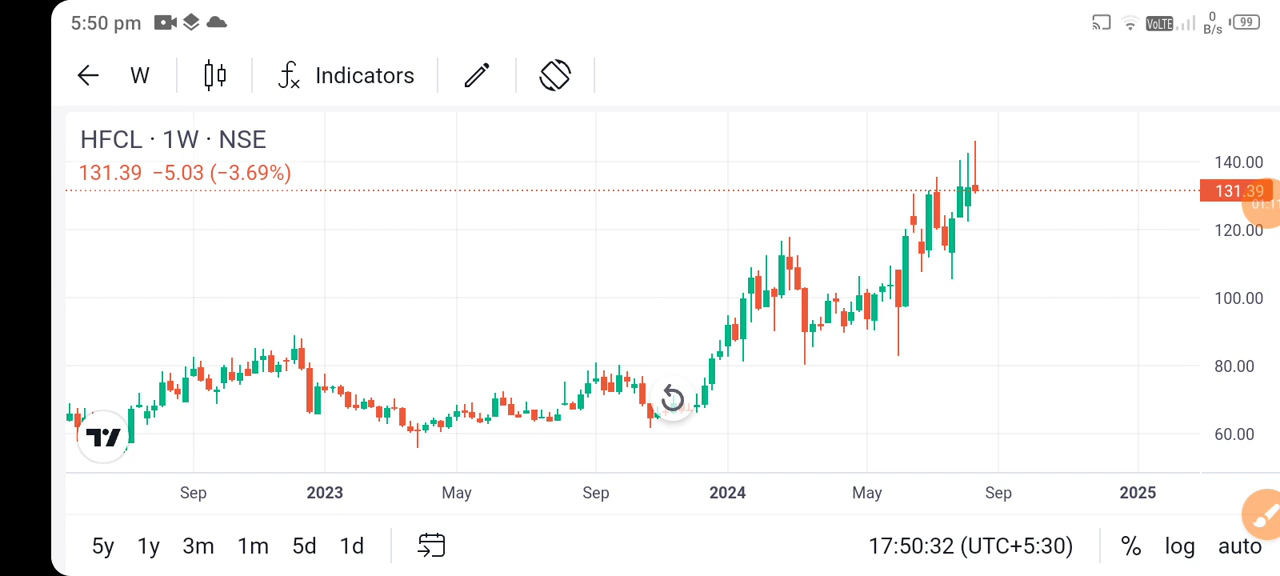 5:50 pm VoLTE 0 B/s 99
W Indicators
HFCL · 1W · NSE
131.39 −5.03 (−3.69%)
140.00
131.39
01:11
120.00
100.00
80.00
60.00
Sep 2023 May Sep 2024 May Sep 2025
5y 1y 3m 1m 5d 1d 17:50:32 (UTC+5:30) % log auto